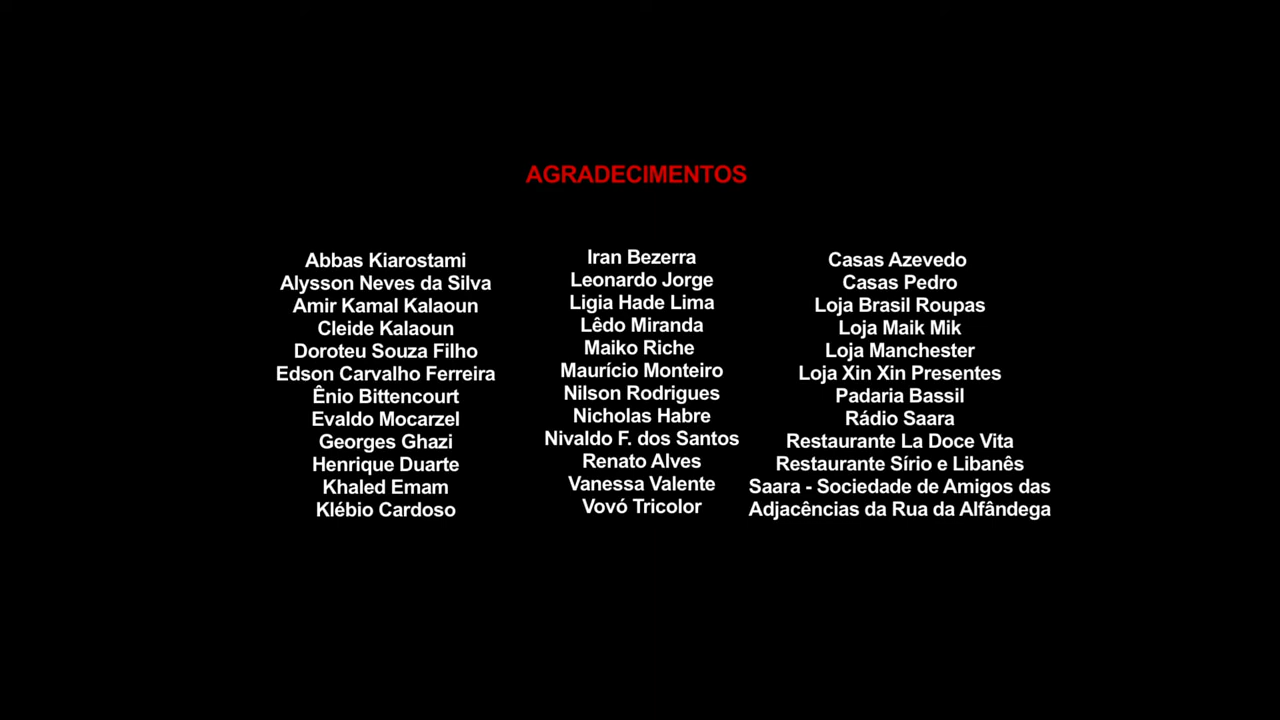 AGRADECIMENTOS
Abbas Kiarostami
Alysson Neves da Silva
Amir Kamal Kalaoun
Cleide Kalaoun
Doroteu Souza Filho
Edson Carvalho Ferreira
Ênio Bittencourt
Evaldo Mocarzel
Georges Ghazi
Henrique Duarte
Khaled Emam
Klébio Cardoso
Iran Bezerra
Leonardo Jorge
Ligia Hade Lima
Lêdo Miranda
Maiko Riche
Maurício Monteiro
Nilson Rodrigues
Nicholas Habre
Nivaldo F. dos Santos
Renato Alves
Vanessa Valente
Vovó Tricolor
Casas Azevedo
Casas Pedro
Loja Brasil Roupas
Loja Maik Mik
Loja Manchester
Loja Xin Xin Presentes
Padaria Bassil
Rádio Saara
Restaurante La Doce Vita
Restaurante Sírio e Libanês
Saara - Sociedade de Amigos das
Adjacências da Rua da Alfândega